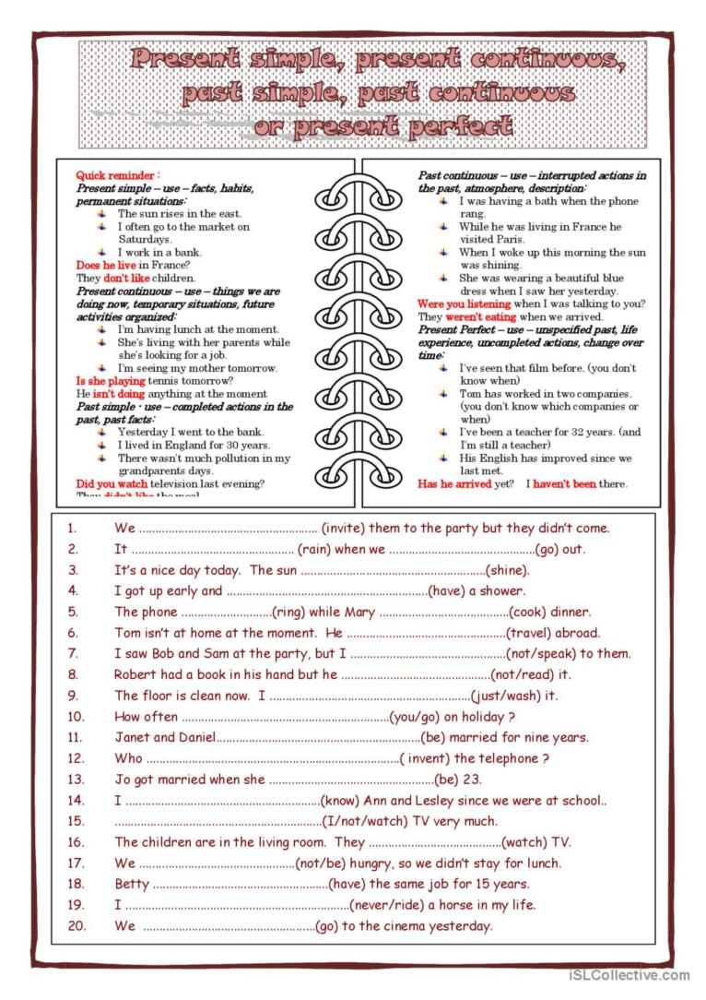 Present simple, present continuous,
past simple, past continuous
or present perfect
Quick reminder :
Present simple – use – facts, habits,
permanent situations:
The sun rises in the east.
I often go to the market on
Saturdays.
I work in a bank.
Does he live in France?
They don't like children.
Present continuous – use – things we are
doing now, temporary situations, future
activities organized:
I'm having lunch at the moment.
She's living with her parents while
she's looking for a job.
I'm seeing my mother tomorrow.
Is she playing tennis tomorrow?
He isn't doing anything at the moment
Past simple - use – completed actions in the
past, past facts:
Yesterday I went to the bank.
I lived in England for 30 years.
There wasn't much pollution in my
grandparents days.
Did you watch television last evening?
They didn't like the meal
Past continuous – use – interrupted actions in
the past, atmosphere, description:
I was having a bath when the phone
rang.
While he was living in France he
visited Paris.
When I woke up this morning the sun
was shining.
She was wearing a beautiful blue
dress when I saw her yesterday.
Were you listening when I was talking to you?
They weren't eating when we arrived.
Present Perfect – use – unspecified past, life
experience, uncompleted actions, change over
time:
I've seen that film before. (you don't
know when)
Tom has worked in two companies.
(you don't know which companies or
when)
I've been a teacher for 32 years. (and
I'm still a teacher)
His English has improved since we
last met.
Has he arrived yet? I haven't been there.
1. We ....................................................... (invite) them to the party but they didn't come.
2. It .................................................. (rain) when we .............................................(go) out.
3. It's a nice day today. The sun .........................................................(shine).
4. I got up early and ..............................................................(have) a shower.
5. The phone ............................(ring) while Mary ........................................(cook) dinner.
6. Tom isn't at home at the moment. He .................................................(travel) abroad.
7. I saw Bob and Sam at the party, but I ................................................(not/speak) to them.
8. Robert had a book in his hand but he ..............................................(not/read) it.
9. The floor is clean now. I ..............................................................(just/wash) it.
10. How often ................................................................(you/go) on holiday ?
11. Janet and Daniel...............................................................(be) married for nine years.
12. Who ..............................................................................( invent) the telephone ?
13. Jo got married when she ...................................................(be) 23.
14. I ............................................................(know) Ann and Lesley since we were at school..
15. ................................................................(I/not/watch) TV very much.
16. The children are in the living room. They .........................................(watch) TV.
17. We ................................................(not/be) hungry, so we didn't stay for lunch.
18. Betty ......................................................(have) the same job for 15 years.
19. I .....................................................................(never/ride) a horse in my life.
20. We .....................................................(go) to the cinema yesterday.
iSLCollective.com